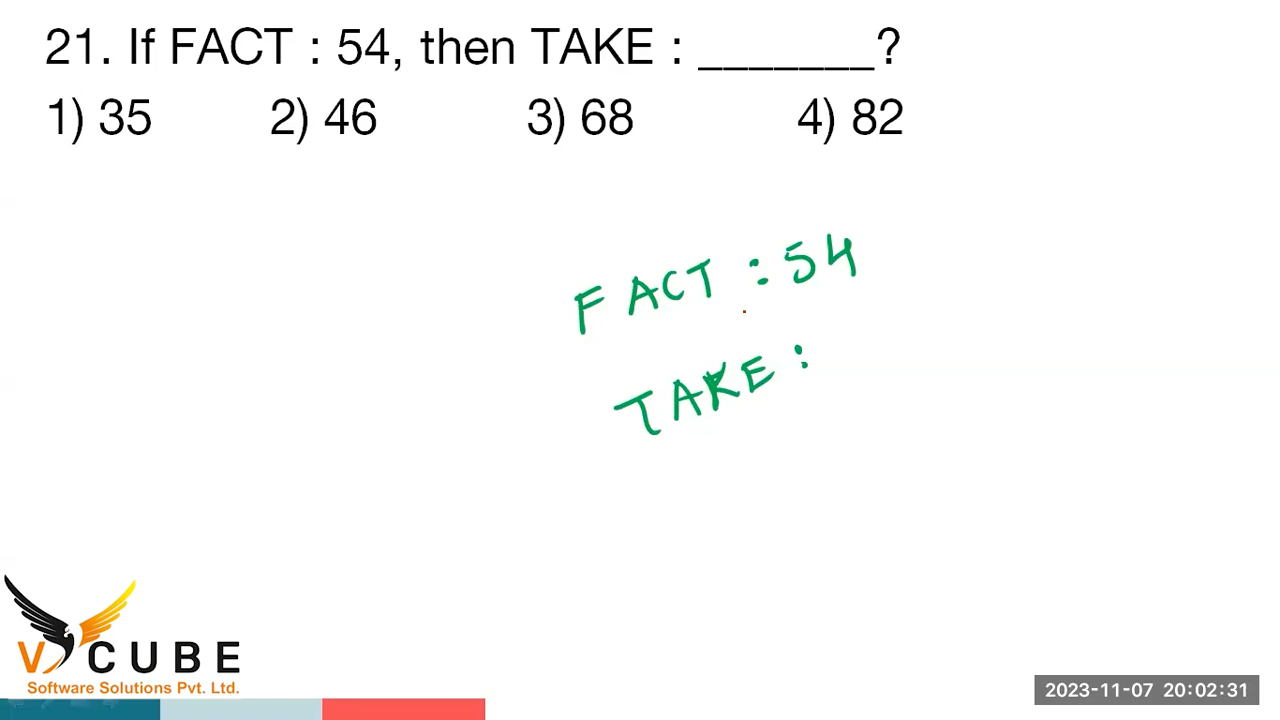 21. If FACT : 54, then TAKE : _______?
1) 35 2) 46 3) 68 4) 82
FACT : 54
TAKE :
V CUBE
Software Solutions Pvt. Ltd.
2023-11-07 20:02:31